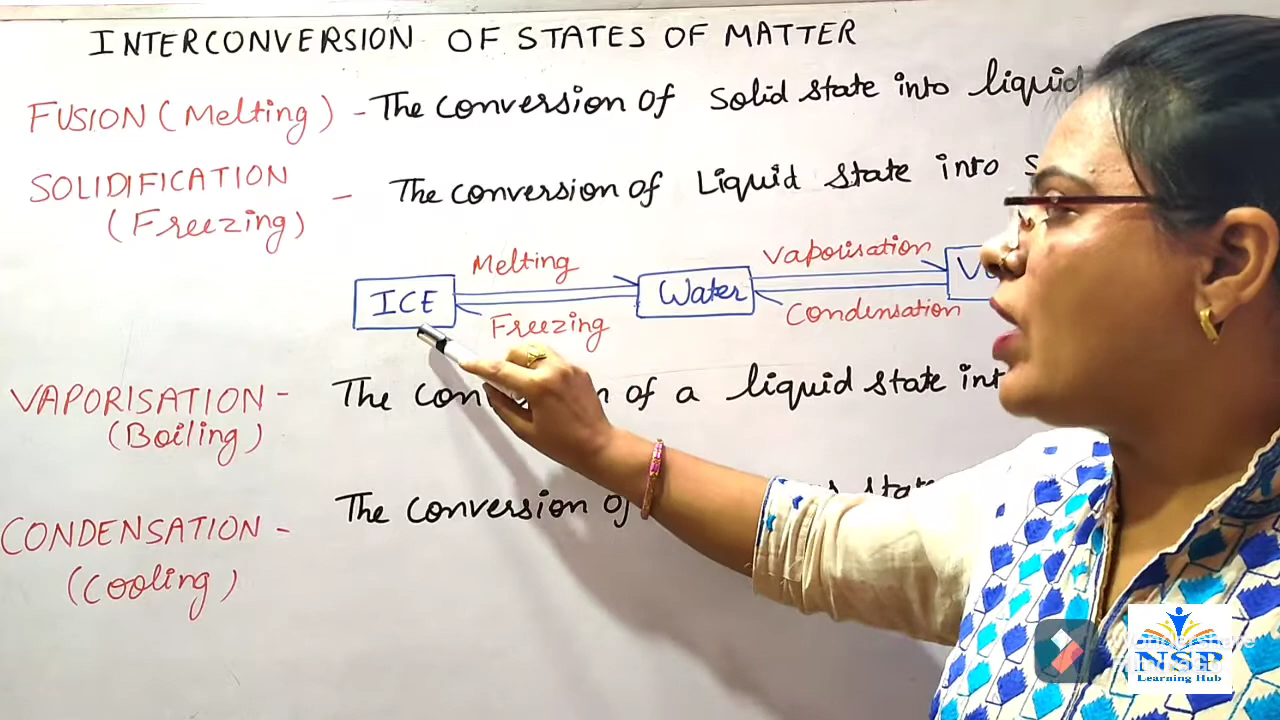 INTERCONVERSION OF STATES OF MATTER
FUSION (Melting) - The conversion of solid state into liquid
SOLIDIFICATION - The conversion of Liquid state into
(Freezing)
Melting
Vaporisation
ICE
Water
Freezing
Condensation
VAPORISATION - The of a liquid state
(Boiling)
CONDENSATION - The conversion
(Cooling)
NSP
Learning Hub